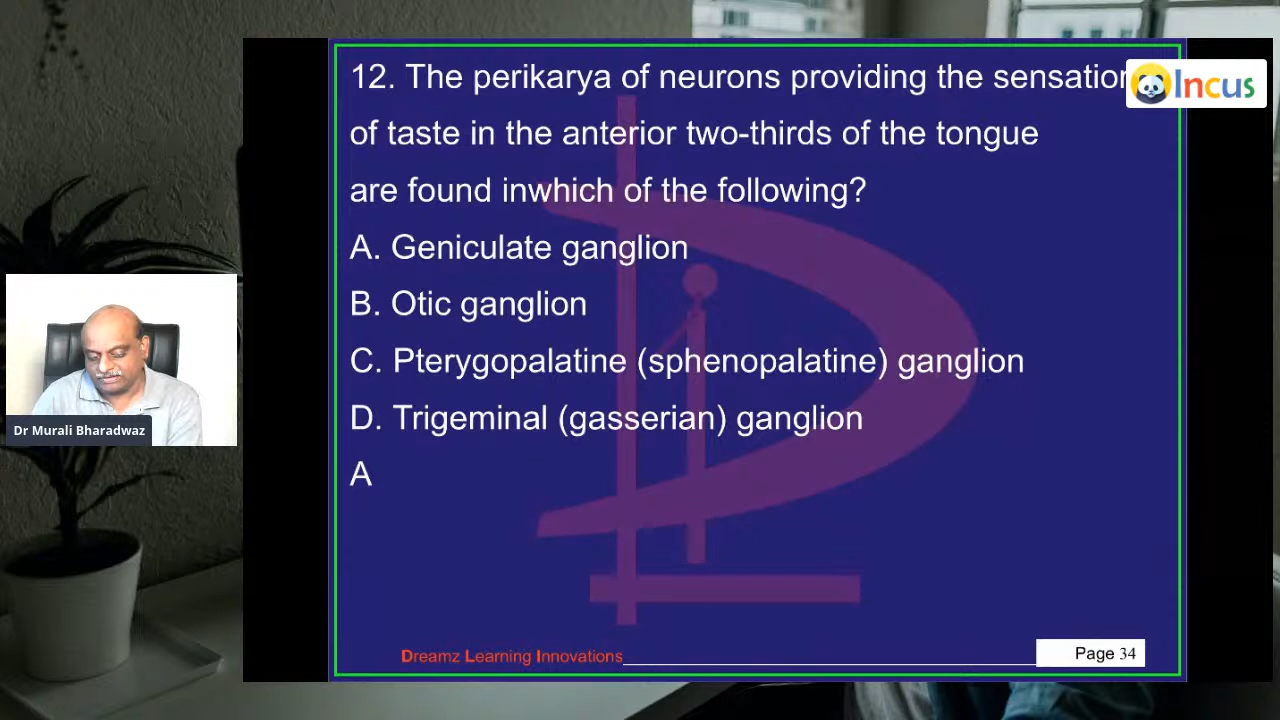 12. The perikarya of neurons providing the sensation
of taste in the anterior two-thirds of the tongue
are found inwhich of the following?
A. Geniculate ganglion
B. Otic ganglion
C. Pterygopalatine (sphenopalatine) ganglion
D. Trigeminal (gasserian) ganglion
A
Incus
Dr Murali Bharadwaz
Dreamz Learning Innovations
Page 34